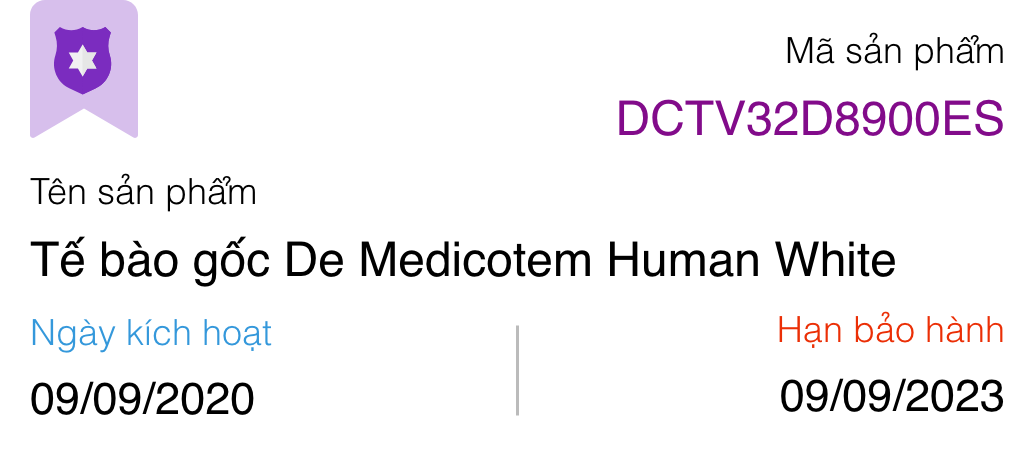 Mã sản phẩm
DCTV32D8900ES
Tên sản phẩm
Tế bào gốc De Medicotem Human White
Ngày kích hoạt
09/09/2020
Hạn bảo hành
09/09/2023